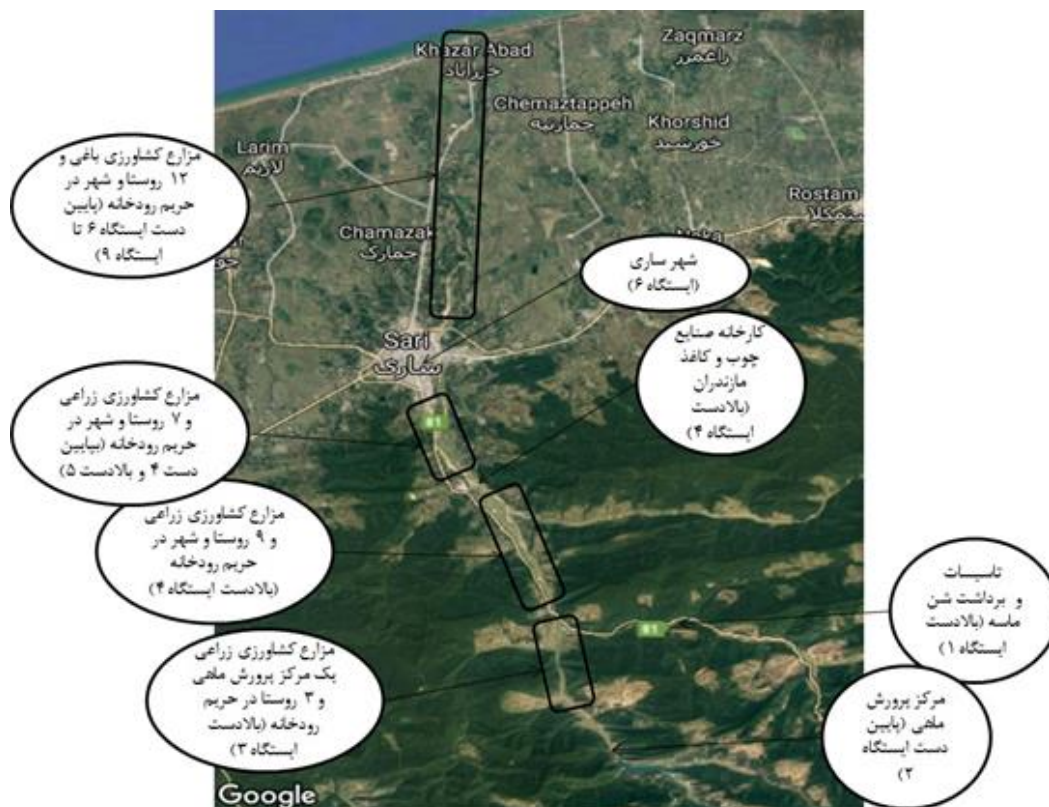 Khazar Abad
خزرآباد
Zaqmarz
زاغمرز
Chemaztappeh
Khorshid
خورشید
Larim
لاریم
Rostam
Chamazak
جمارک
Neka
Sari
ساری
81
81
Google
مزارع کشاورزی باغی و
۱۲ روستا و شهر در
حریم رودخانه (پایین
دست ایستگاه ۶ تا
ایستگاه ۹)
شهر ساری
(ایستگاه ۶)
کارخانه صنایع
چوب و کاغذ
مازندران
(بالادست
ایستگاه ۴)
مزارع کشاورزی زراعی
و ۷ روستا و شهر در
حریم رودخانه (بیایین
دست ۴ و بالادست ۵)
مزارع کشاورزی زراعی
و ۹ روستا و شهر در
حریم رودخانه
(بالادست ایستگاه ۴)
تاسیسات
و برداشت شن
ماسه (بالادست
ایستگاه ۱)
مزارع کشاورزی زراعی
یک مرکز پرورش ماهی
و ۳ روستا در حریم
رودخانه (بالادست
ایستگاه ۳)
مرکز پرورش
ماهی (پایین
دست ایستگاه
۲)